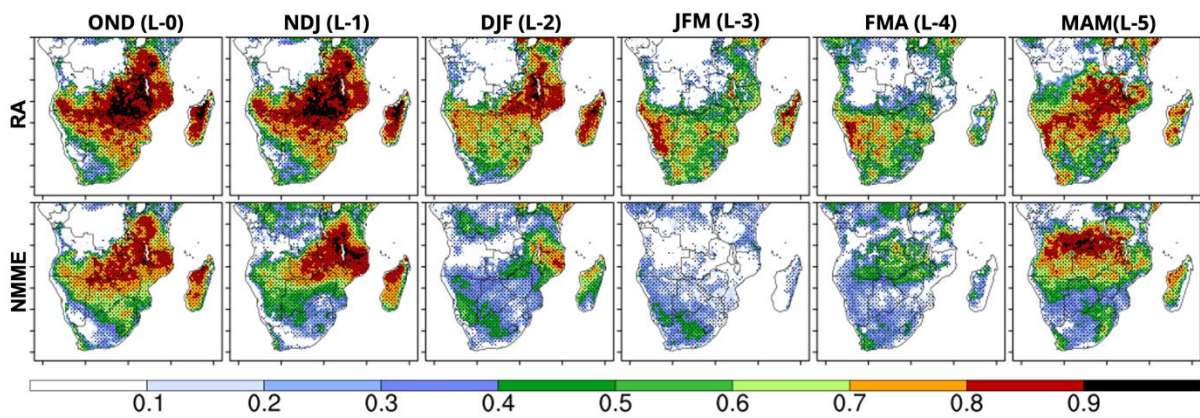 OND (L-0) NDJ (L-1) DJF (L-2) JFM (L-3) FMA (L-4) MAM(L-5)
RA
NMME
0.1 0.2 0.3 0.4 0.5 0.6 0.7 0.8 0.9